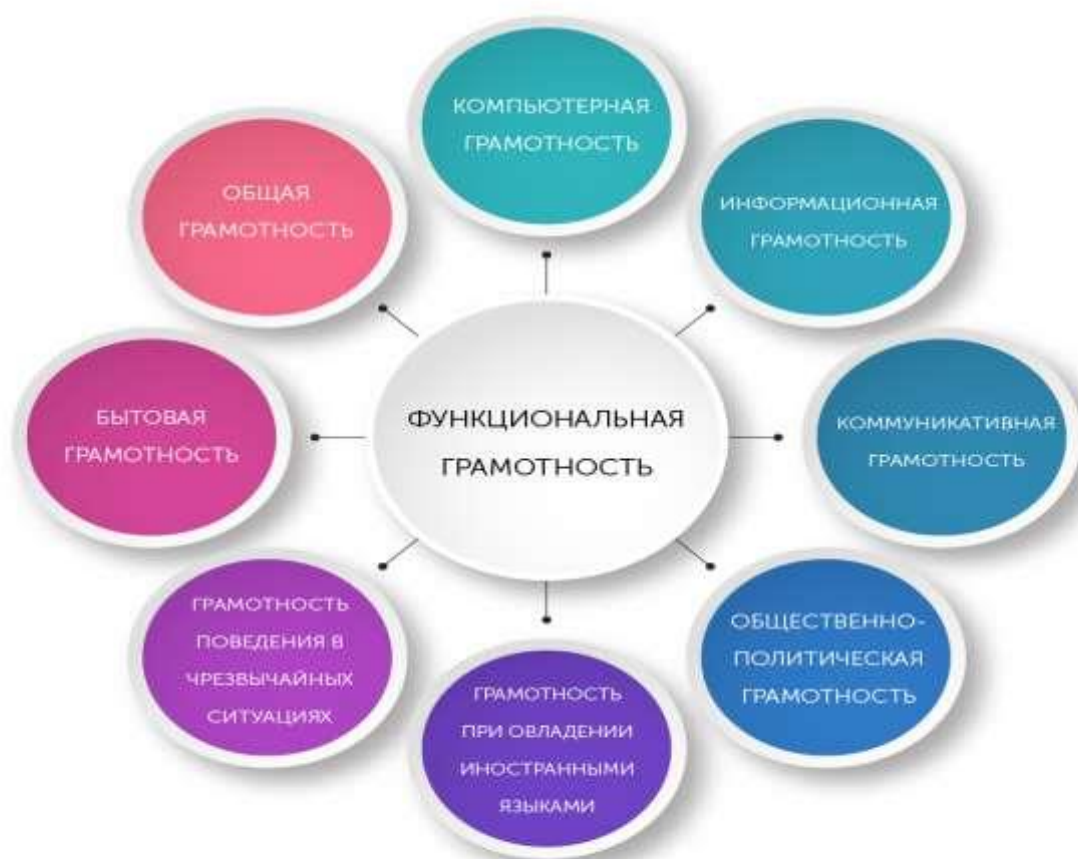 КОМПЬЮТЕРНАЯ
ГРАМОТНОСТЬ
ОБЩАЯ
ГРАМОТНОСТЬ
ИНФОРМАЦИОННАЯ
ГРАМОТНОСТЬ
БЫТОВАЯ
ГРАМОТНОСТЬ
ФУНКЦИОНАЛЬНАЯ
ГРАМОТНОСТЬ
КОММУНИКАТИВНАЯ
ГРАМОТНОСТЬ
ГРАМОТНОСТЬ
ПОВЕДЕНИЯ В
ЧРЕЗВЫЧАЙНЫХ
СИТУАЦИЯХ
ГРАМОТНОСТЬ
ПРИ ОВЛАДЕНИИ
ИНОСТРАННЫМИ
ЯЗЫКАМИ
ОБЩЕСТВЕННО-
ПОЛИТИЧЕСКАЯ
ГРАМОТНОСТЬ